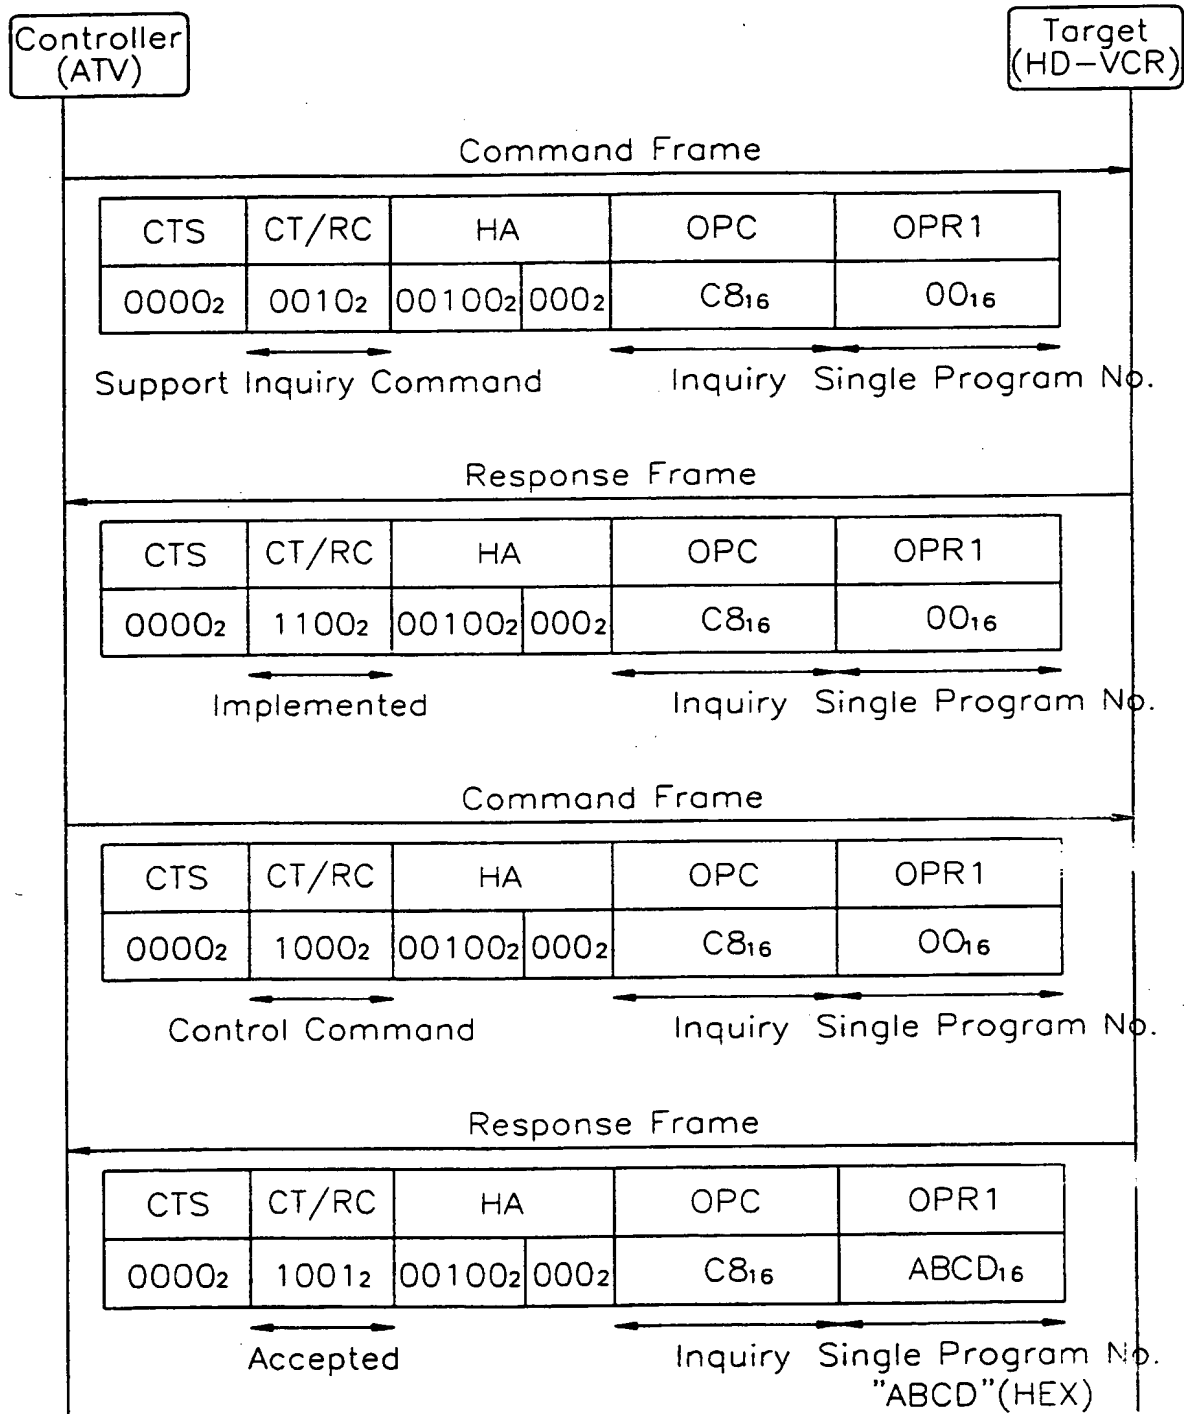 Controller
(ATV)
Target
(HD-VCR)
Command Frame
CTS CT/RC HA OPC OPR1
0000₂ 0010₂ 00100₂ 000₂ C8₁₆ 00₁₆
Support Inquiry Command Inquiry Single Program No.
Response Frame
CTS CT/RC HA OPC OPR1
0000₂ 1100₂ 00100₂ 000₂ C8₁₆ 00₁₆
Implemented Inquiry Single Program No.
Command Frame
CTS CT/RC HA OPC OPR1
0000₂ 1000₂ 00100₂ 000₂ C8₁₆ 00₁₆
Control Command Inquiry Single Program No.
Response Frame
CTS CT/RC HA OPC OPR1
0000₂ 1001₂ 00100₂ 000₂ C8₁₆ ABCD₁₆
Accepted Inquiry Single Program No.
"ABCD"(HEX)